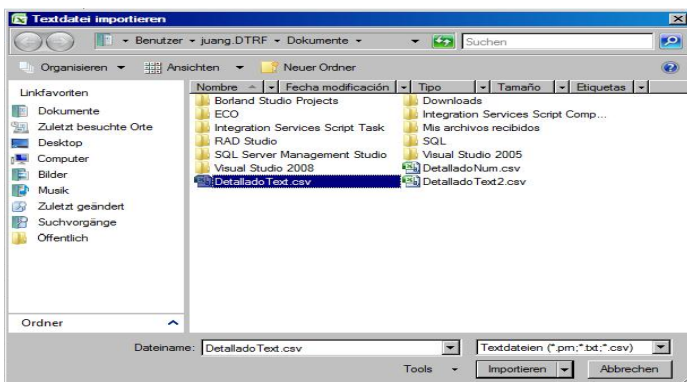 Textdatei importieren
Benutzer juang.DTRF Dokumente Suchen
Organisieren Ansichten Neuer Ordner
Linkfavoriten
Dokumente
Zuletzt besuchte Orte
Desktop
Computer
Bilder
Musik
Zuletzt geändert
Suchvorgänge
Öffentlich
Ordner
Nombre Fecha modificación Tipo Tamaño Etiquetas
Borland Studio Projects Downloads
ECO Integration Services Script Comp...
Integration Services Script Task Mis archivos recibidos
RAD Studio SQL
SQL Server Management Studio Visual Studio 2005
Visual Studio 2008 DetalladoNum.csv
DetalladoText.csv DetalladoText2.csv
Dateiname: DetalladoText.csv Textdateien (*.prn;*.txt;*.csv)
Tools Importieren Abbrechen